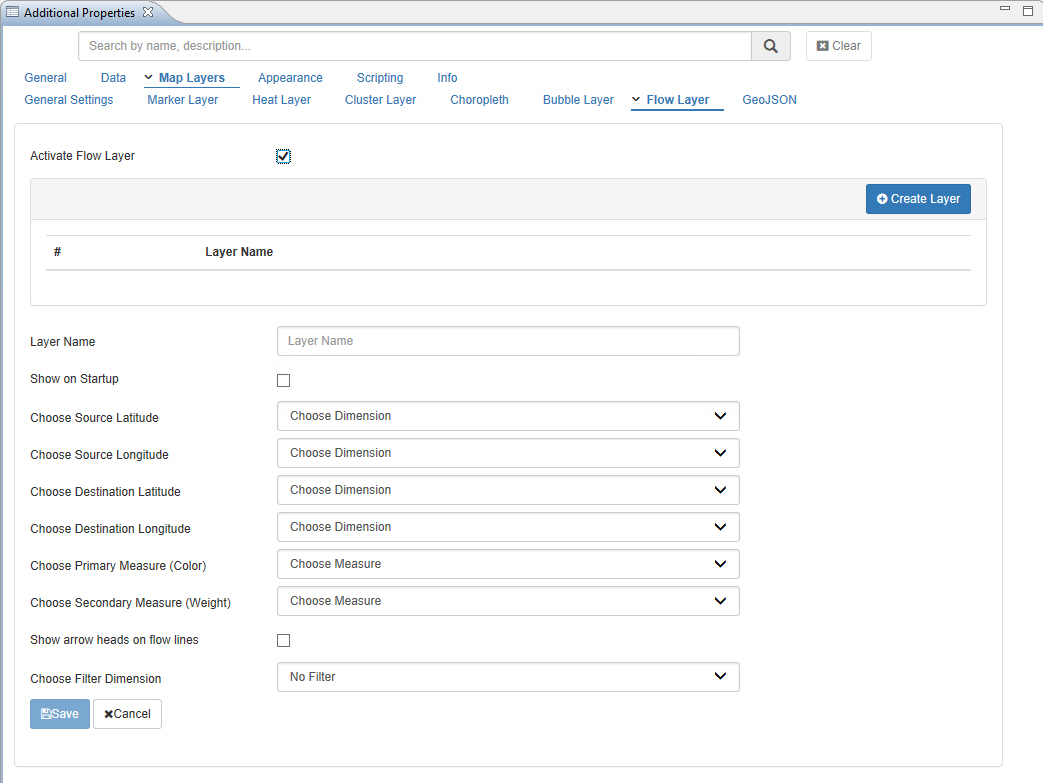 Additional Properties
Search by name, description...
Clear
General Data Map Layers Appearance Scripting Info
General Settings Marker Layer Heat Layer Cluster Layer Choropleth Bubble Layer Flow Layer GeoJSON
Activate Flow Layer
Create Layer
# Layer Name
Layer Name Layer Name
Show on Startup
Choose Source Latitude Choose Dimension
Choose Source Longitude Choose Dimension
Choose Destination Latitude Choose Dimension
Choose Destination Longitude Choose Dimension
Choose Primary Measure (Color) Choose Measure
Choose Secondary Measure (Weight) Choose Measure
Show arrow heads on flow lines
Choose Filter Dimension No Filter
Save Cancel